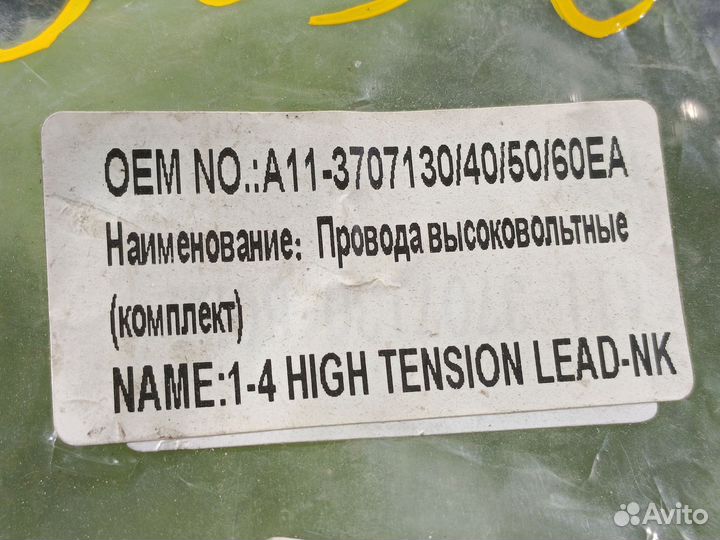 OEM NO.:A11-3707130/40/50/60EA
Наименование: Провода высоковольтные
(комплект)
NAME:1-4 HIGH TENSION LEAD-NK
Avito